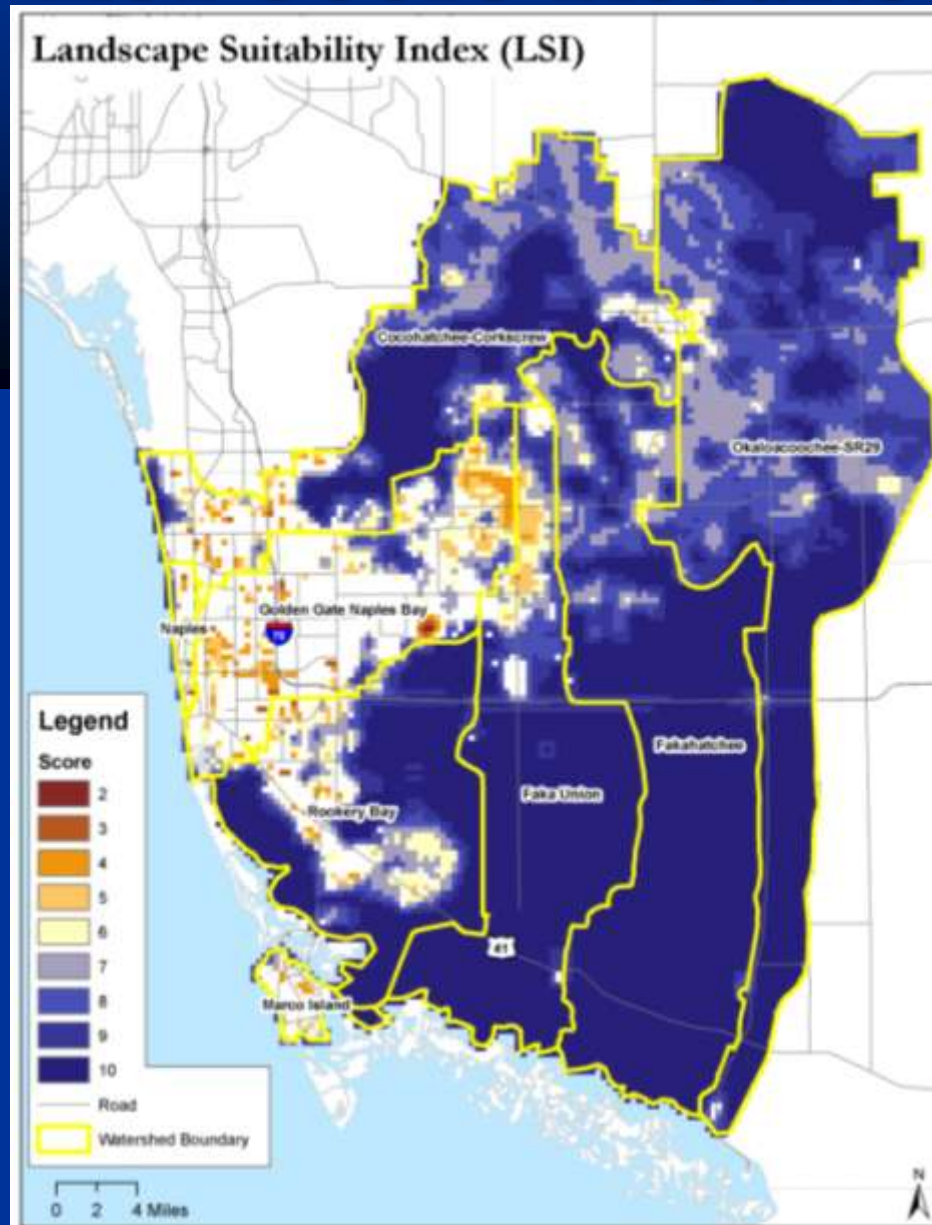 Landscape Suitability Index (LSI)
Cocohatchee-Corkscrew
Okaloacoochee-SR29
Golden Gate Naples Bay
Naples
75
Fakahatchee
Faka Union
Rookery Bay
41
Marco Island
Legend
Score
2
3
4
5
6
7
8
9
10
Road
Watershed Boundary
0 2 4 Miles
N